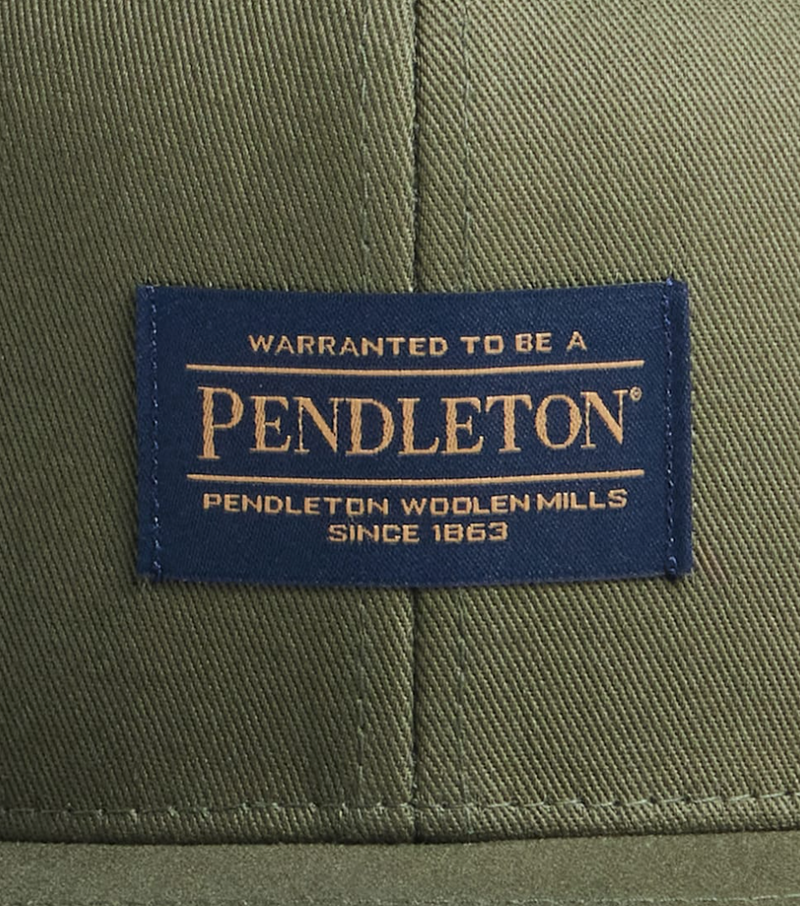 WARRANTED TO BE A
PENDLETON®
PENDLETON WOOLEN MILLS
SINCE 1863